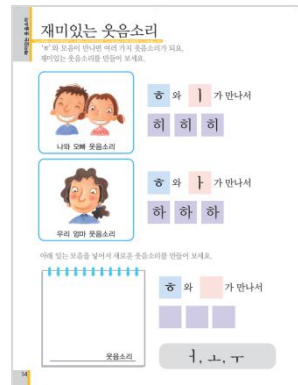 재미있는 웃음소리
'ㅎ'와 모음이 만나면 여러 가지 웃음소리가 되요.
재미있는 웃음소리를 만들어 보세요.
ㅎ 와 ㅣ 가 만나서
히 히 히
나와 오빠 웃음소리
ㅎ 와 ㅏ 가 만나서
하 하 하
우리 엄마 웃음소리
아래 있는 모음을 넣어서 새로운 웃음소리를 만들어 보세요.
ㅎ 와 가 만나서
웃음소리
ㅓ, ㅗ, ㅜ
14